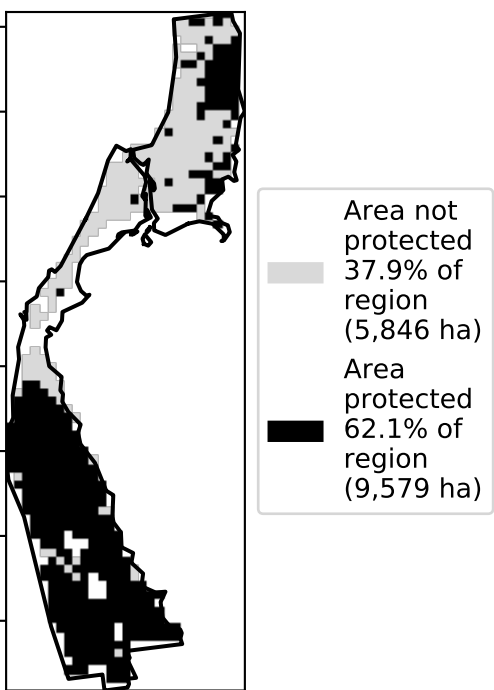 Area not
protected
37.9% of
region
(5,846 ha)
Area
protected
62.1% of
region
(9,579 ha)